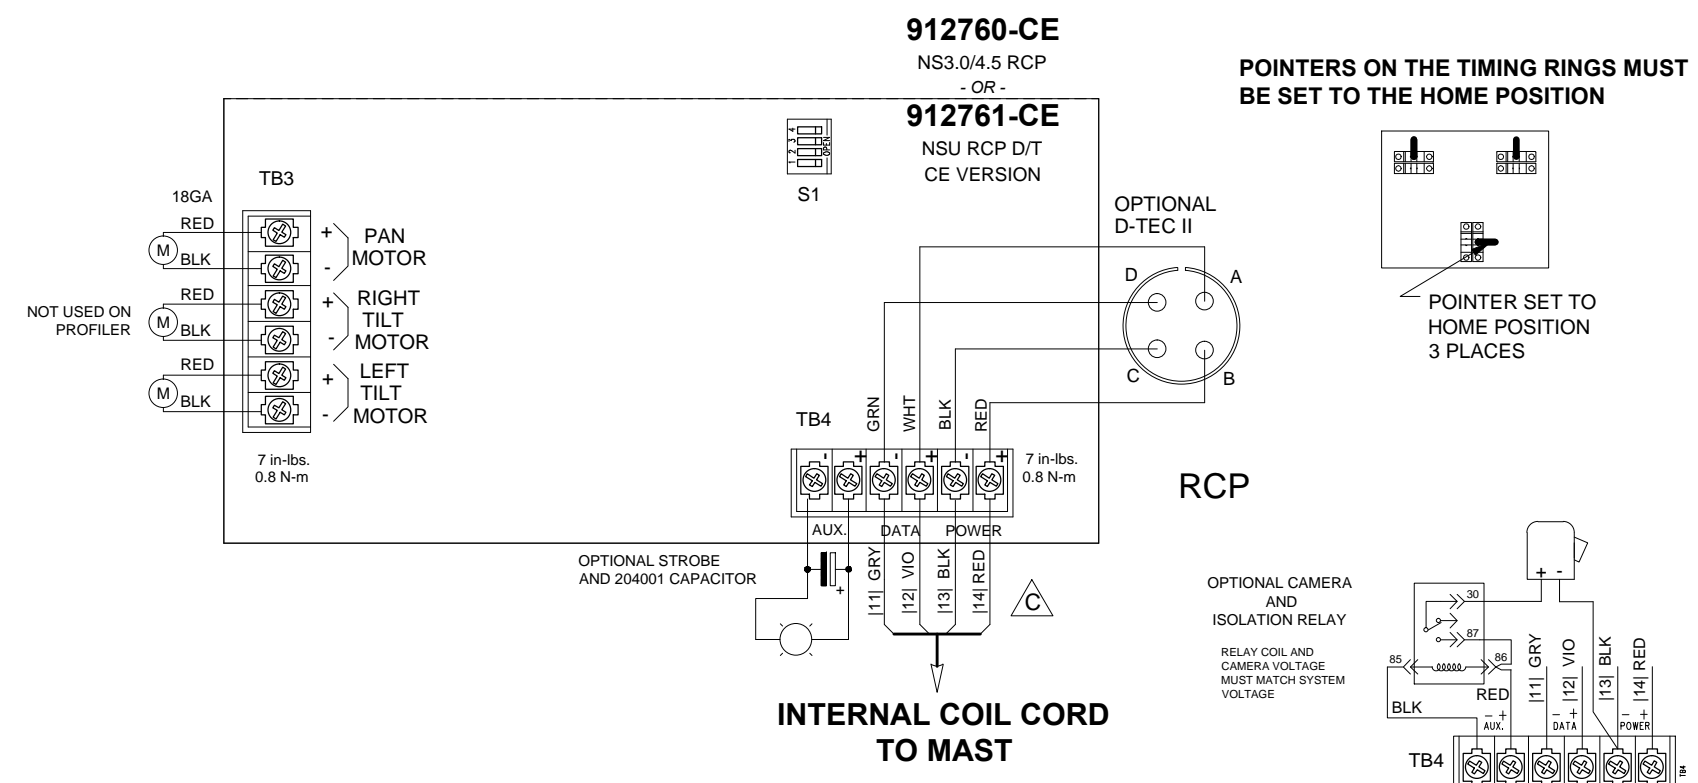 912760-CE
NS3.0/4.5 RCP
- OR -
912761-CE
NSU RCP D/T
CE VERSION
POINTERS ON THE TIMING RINGS MUST
BE SET TO THE HOME POSITION
POINTER SET TO
HOME POSITION
3 PLACES
1 2 3 4
OPEN
S1
TB3
18GA
RED
M
BLK
+
-
PAN
MOTOR
NOT USED ON
PROFILER
RED
M
BLK
+
-
RIGHT
TILT
MOTOR
RED
M
BLK
+
-
LEFT
TILT
MOTOR
7 in-lbs.
0.8 N-m
OPTIONAL
D-TEC II
D
A
C
B
TB4
GRN
WHT
BLK
RED
- + - + - +
7 in-lbs.
0.8 N-m
AUX.
DATA
POWER
OPTIONAL STROBE
AND 204001 CAPACITOR
+
|11| GRY
|12| VIO
|13| BLK
|14| RED
C
INTERNAL COIL CORD
TO MAST
RCP
OPTIONAL CAMERA
AND
ISOLATION RELAY
RELAY COIL AND
CAMERA VOLTAGE
MUST MATCH SYSTEM
VOLTAGE
+ -
30
87
85
86
BLK
RED
|11| GRY
|12| VIO
|13| BLK
|14| RED
- + - + - +
AUX.
DATA
POWER
TB4
TB4